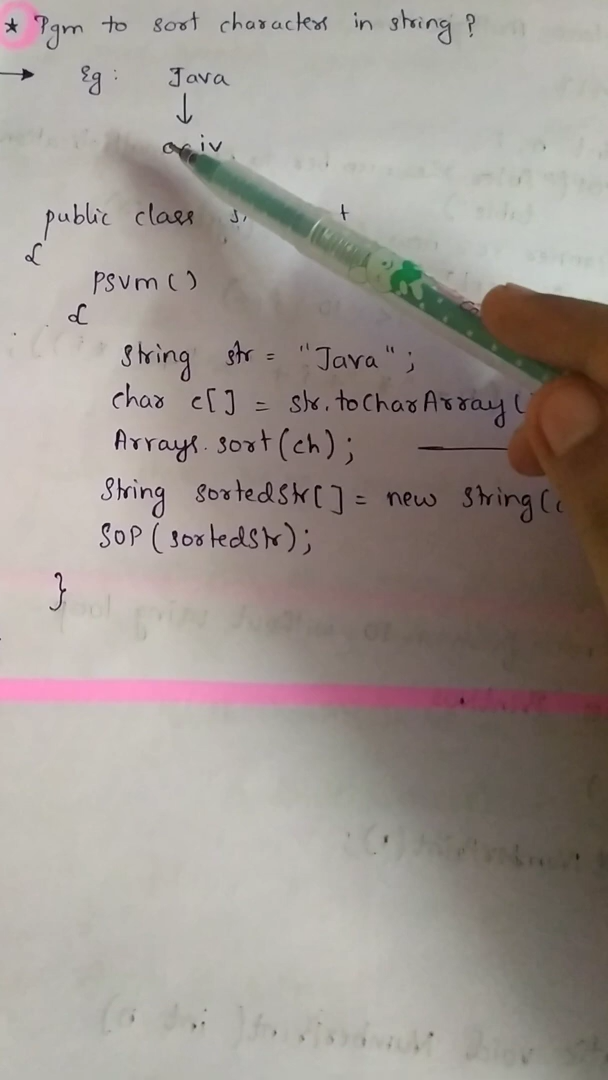 * Pgm to sort characters in string?
→ Eg: Java
↓
public class
{
PSVM()
{
String str = "Java";
char c[] = str.toCharArray(
Arrays.sort(ch);
String sortedStr[] = new String(c
SOP(sortedStr);
}